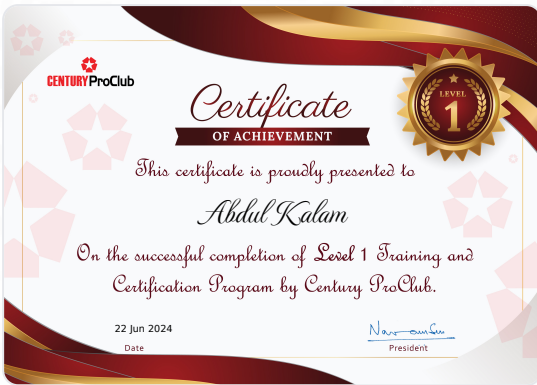 CENTURY ProClub
LEVEL
1
Certificate
OF ACHIEVEMENT
This certificate is proudly presented to
Abdul Kalam
On the successful completion of Level 1 Training and
Certification Program by Century ProClub.
22 Jun 2024
Date
President